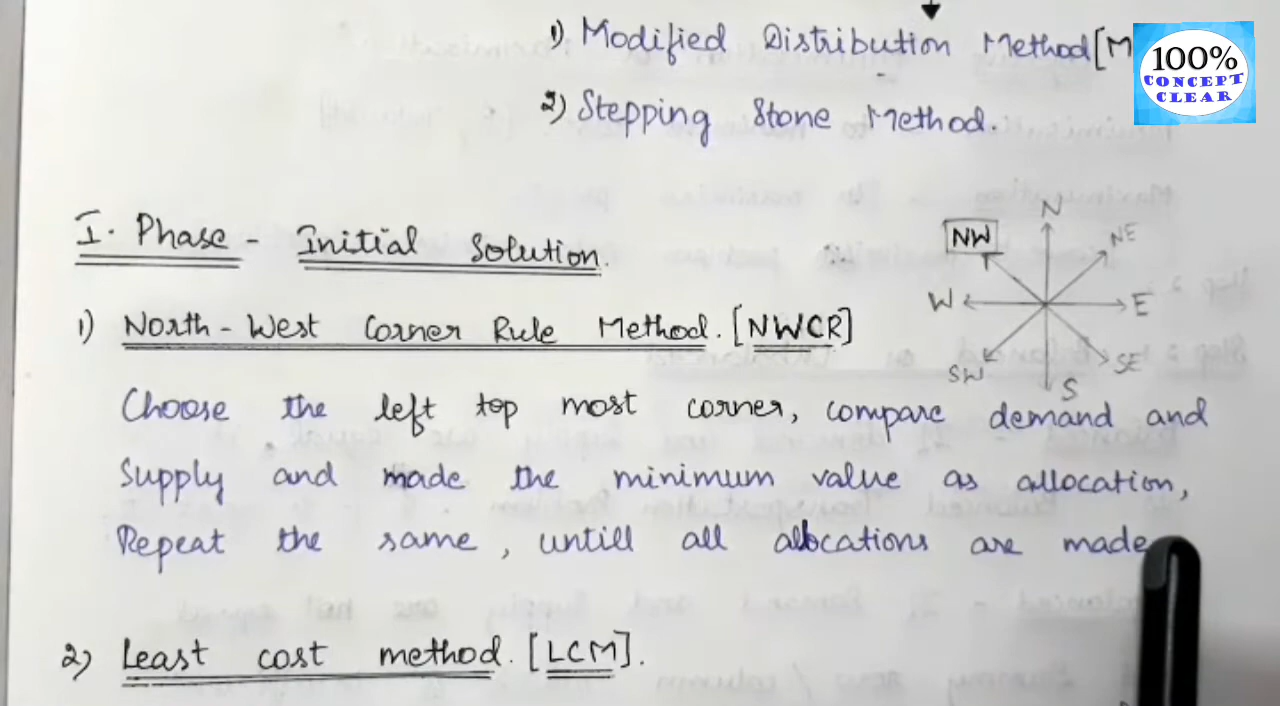 1) Modified Distribution Method [M
2) Stepping Stone Method.
100%
CONCEPT
CLEAR
I. Phase - Initial Solution.
N
NW
NE
W
E
SW
SE
S
1) North-West Corner Rule Method. [NWCR]
Choose the left top most corner, compare demand and
Supply and made the minimum value as allocation,
Repeat the same, untill all allocations are made
2) Least cost method. [LCM].